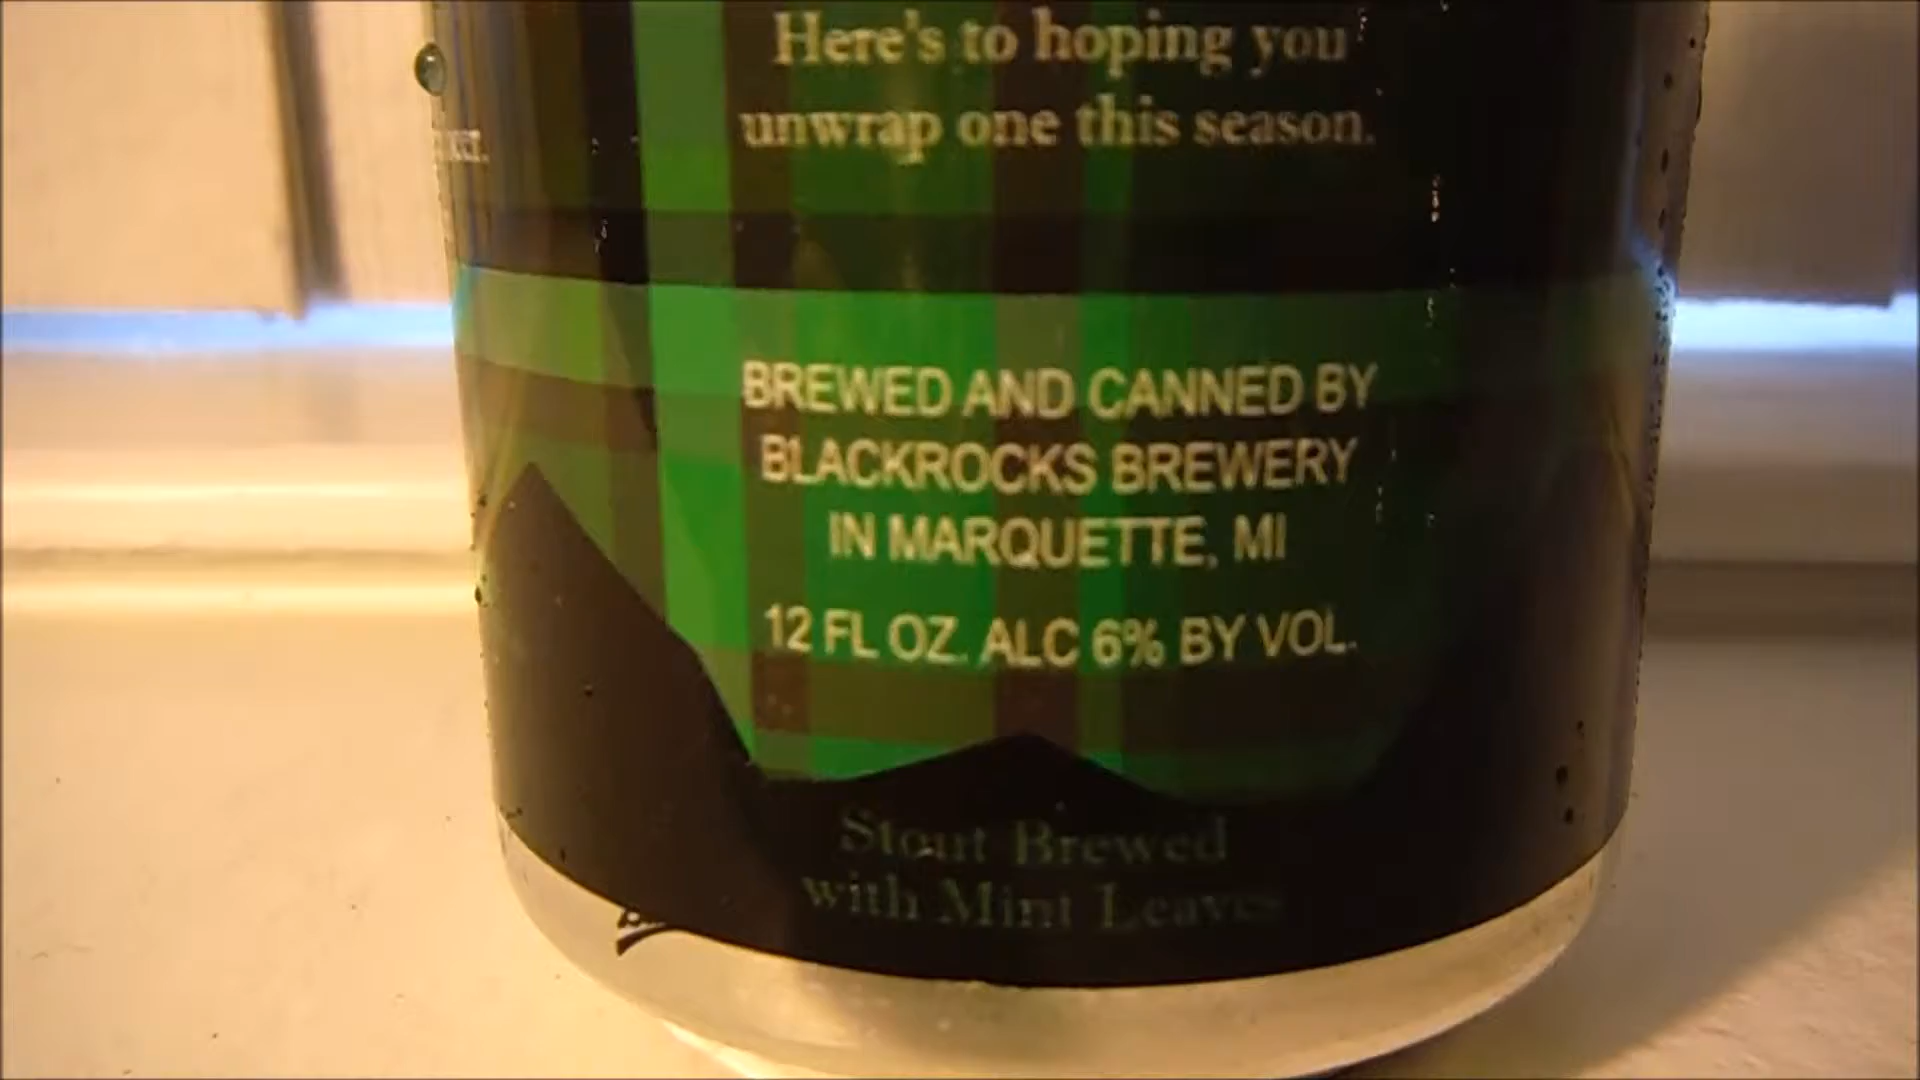 Here's to hoping you
unwrap one this season.
BREWED AND CANNED BY
BLACKROCKS BREWERY
IN MARQUETTE, MI
12 FL OZ. ALC 6% BY VOL.
Stout Brewed
with Mint Leaves